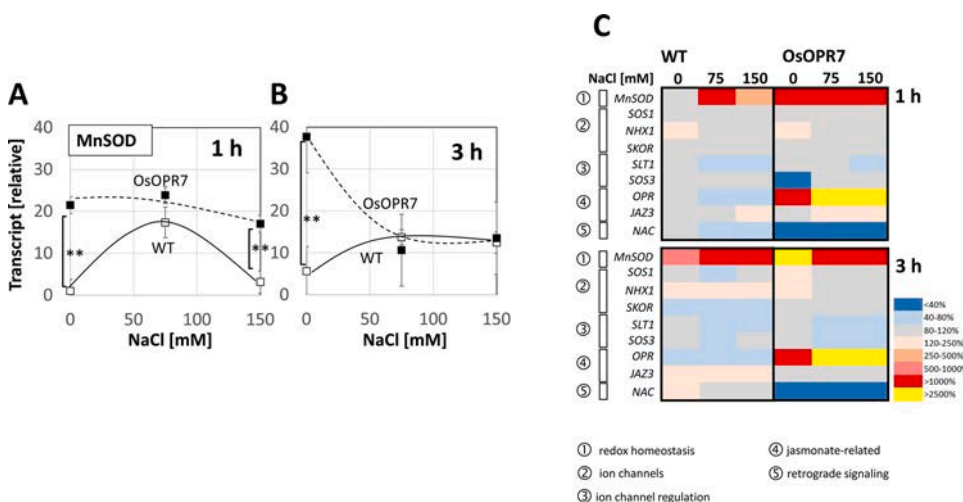 C
WT OsOPR7
NaCl [mM] 0 75 150 0 75 150
A B
Transcript [relative]
40
30
20
10
0
MnSOD
1 h
OsOPR7
WT
**
**
0 50 100 150
NaCl [mM]
3 h
OsOPR7
WT
**
0 50 100 150
NaCl [mM]
① MnSOD 1 h
② SOS1
NHX1
SKOR
③ SLT1
SOS3
④ OPR
JAZ3
⑤ NAC
① MnSOD 3 h
② SOS1
NHX1
SKOR
③ SLT1
SOS3
④ OPR
JAZ3
⑤ NAC
<40%
40-80%
80-120%
120-250%
250-500%
500-1000%
>1000%
>2500%
① redox homeostasis ④ jasmonate-related
② ion channels ⑤ retrograde signaling
③ ion channel regulation